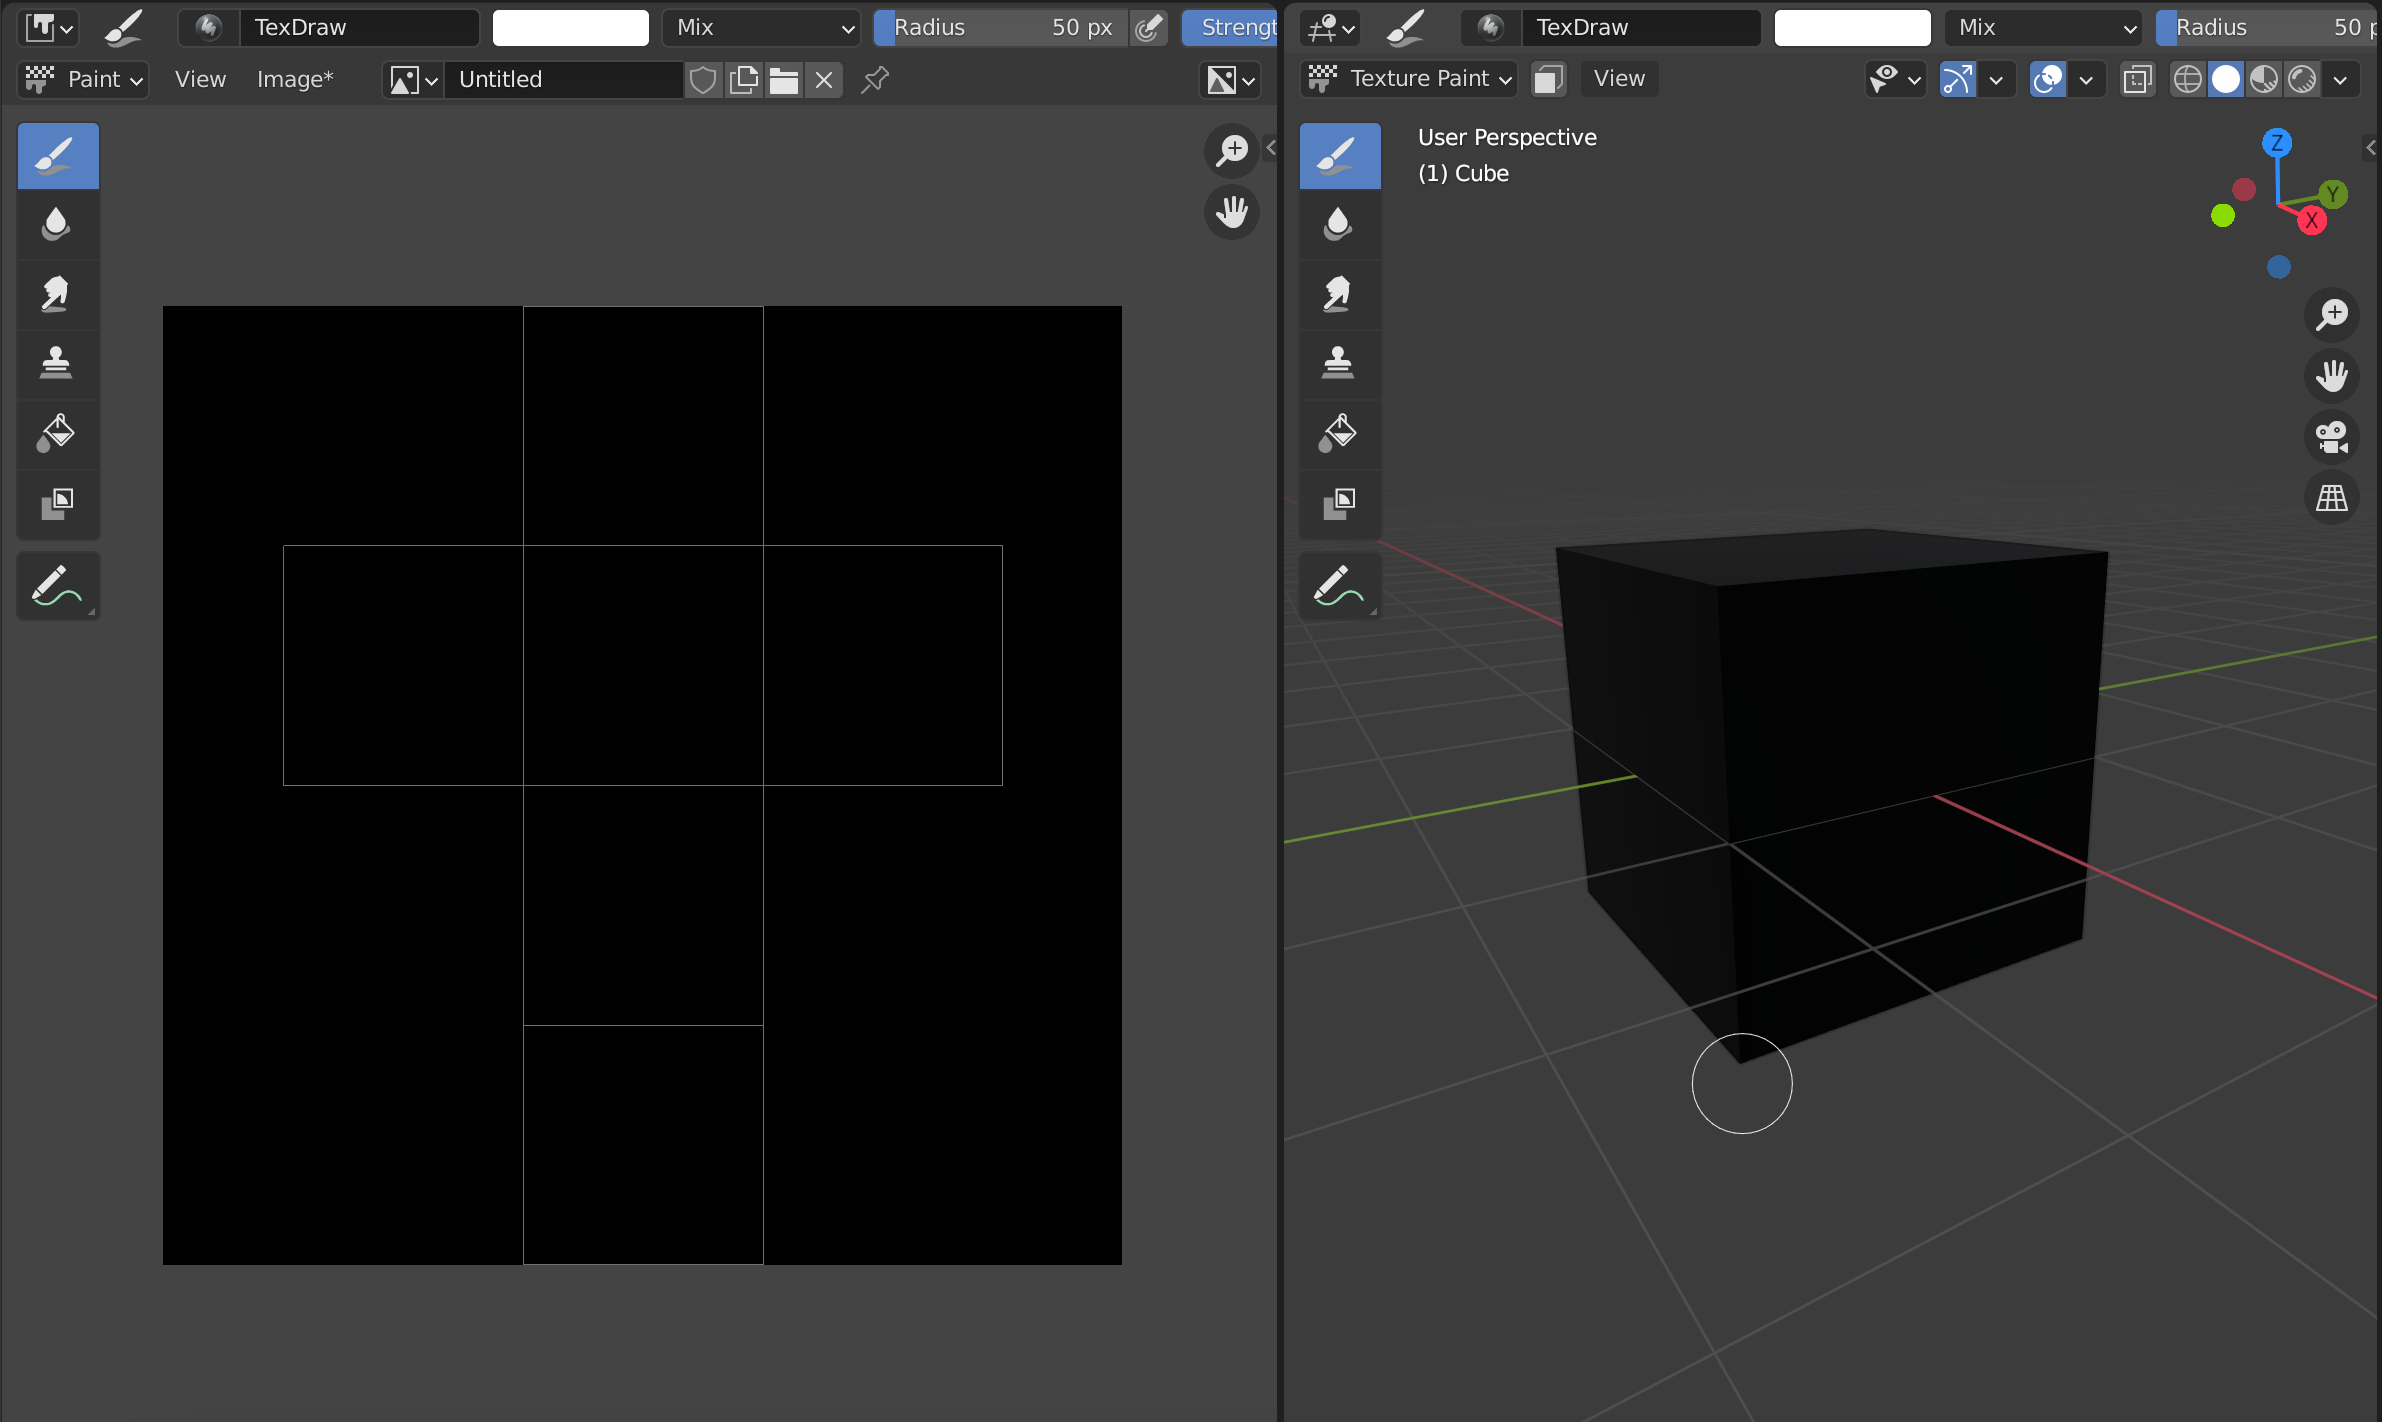 TexDraw Mix Radius 50 px
Paint View Image* Untitled
TexDraw Mix Radius 50
Texture Paint View
User Perspective
(1) Cube
Z
Y
X